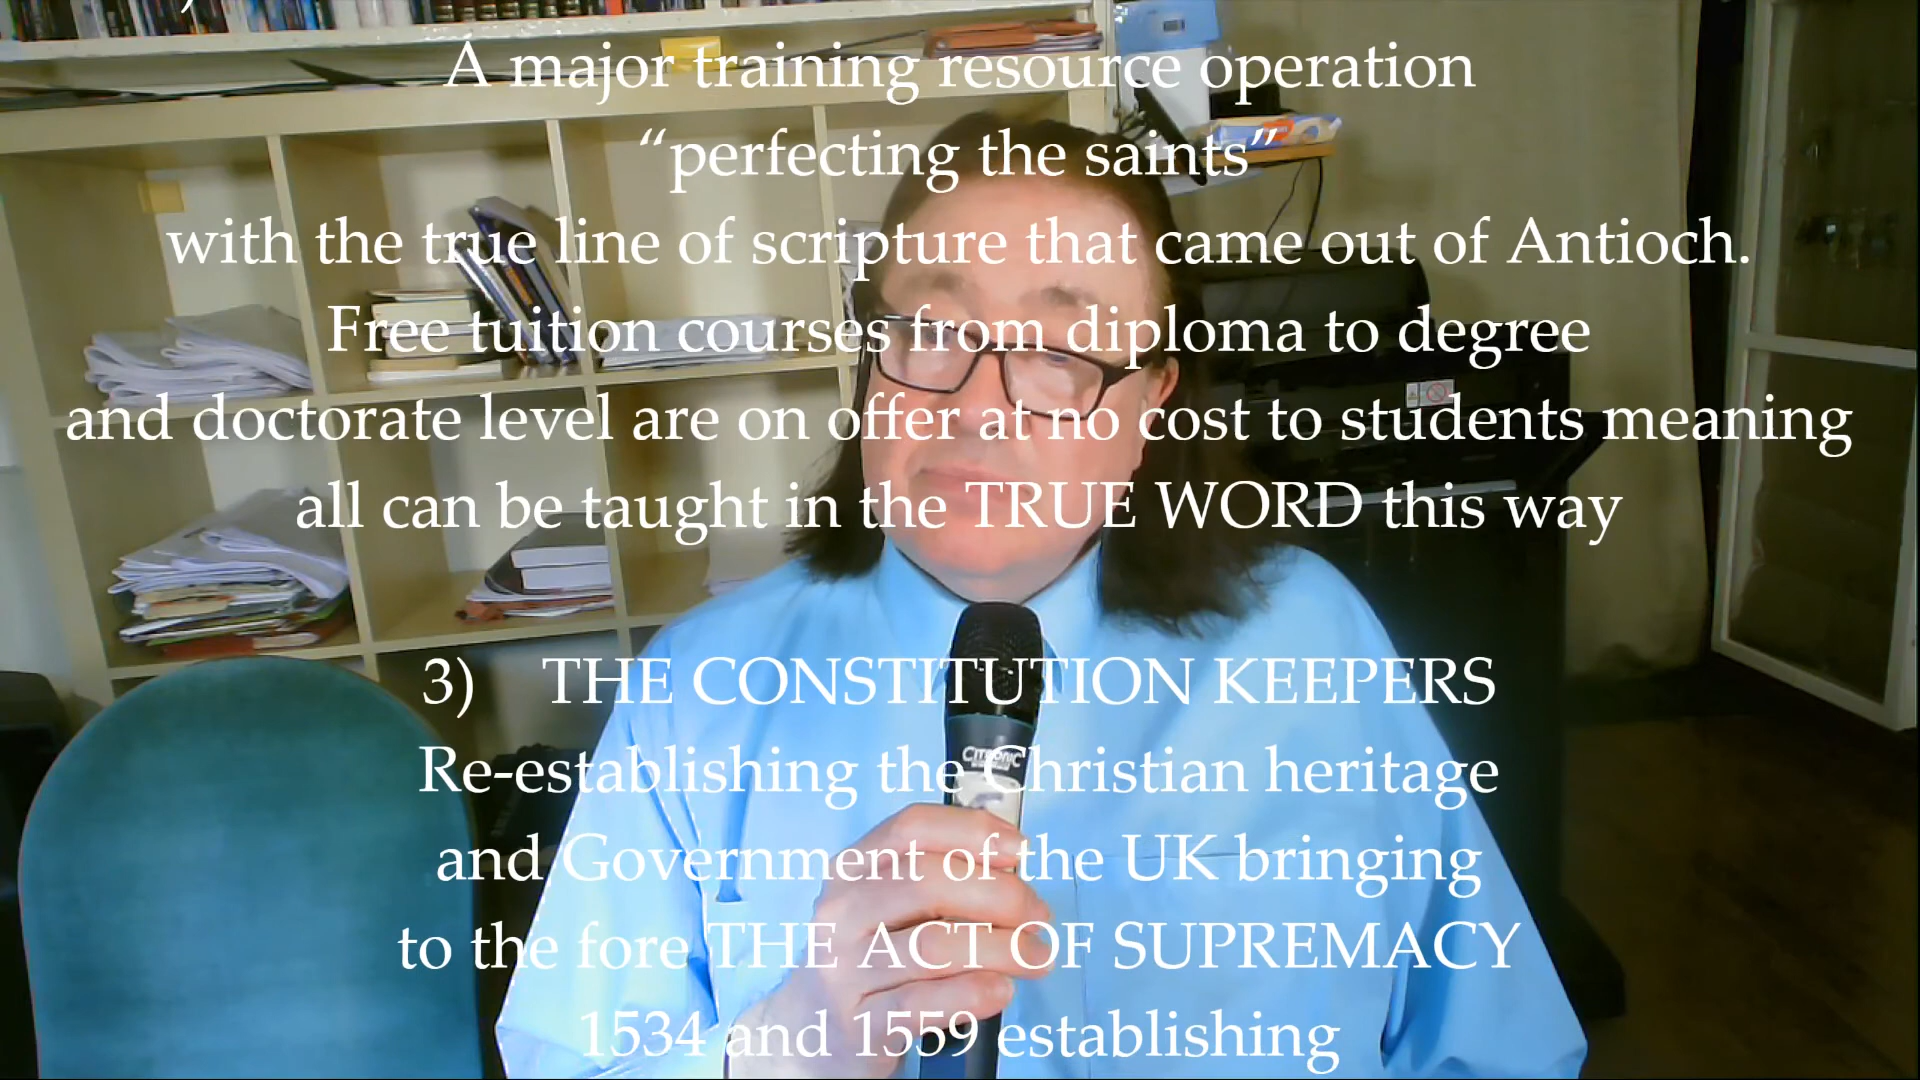 A major training resource operation
“perfecting the saints”
with the true line of scripture that came out of Antioch.
Free tuition courses from diploma to degree
and doctorate level are on offer at no cost to students meaning
all can be taught in the TRUE WORD this way
3) THE CONSTITUTION KEEPERS
CITRONIC
Re-establishing the Christian heritage
and Government of the UK bringing
to the fore THE ACT OF SUPREMACY
1534 and 1559 establishing